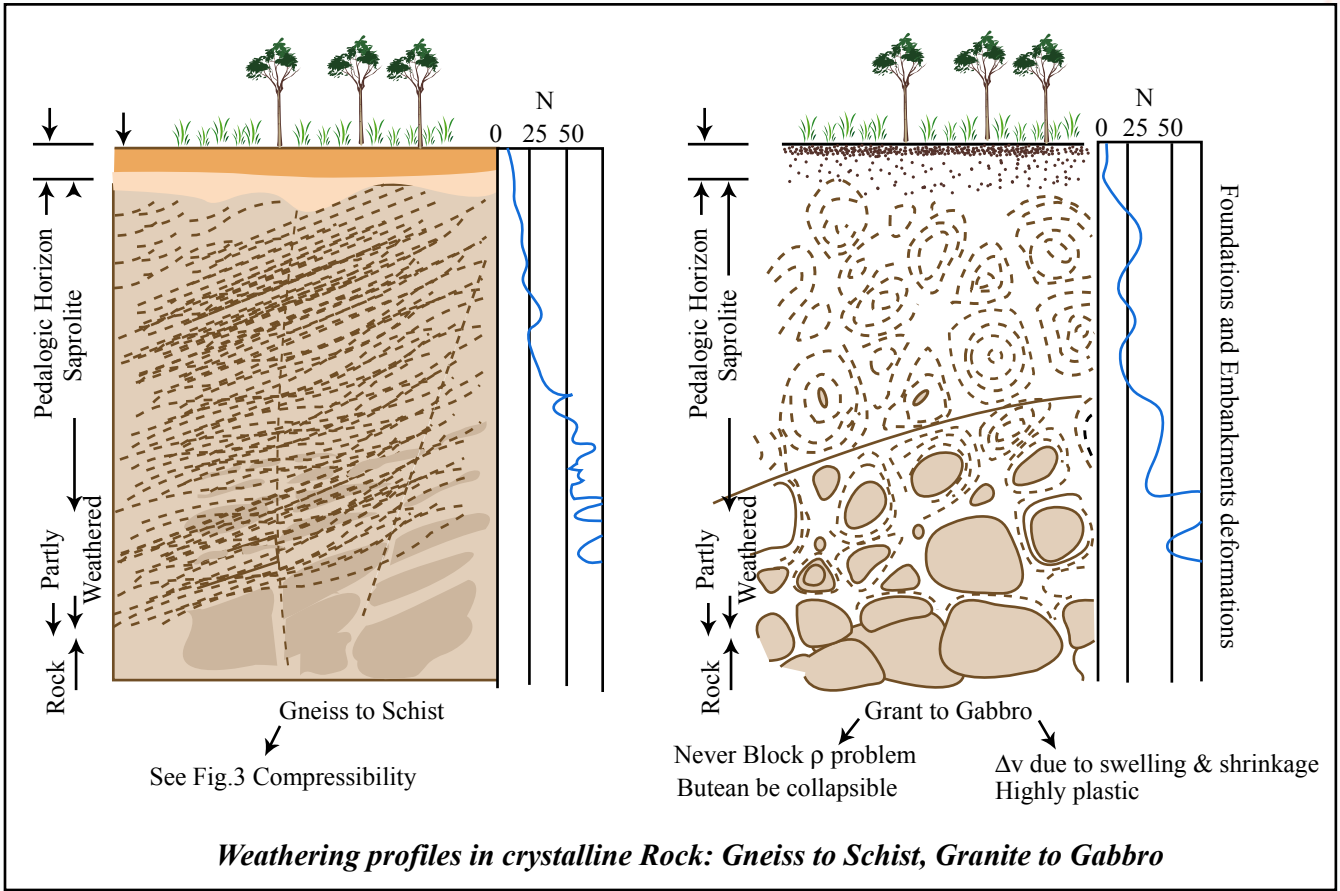 N
0 25 50
Pedalogic Horizon
Saprolite
Partly
Weathered
Rock
Gneiss to Schist
See Fig.3 Compressibility
N
0 25 50
Pedalogic Horizon
Saprolite
Partly
Weathered
Rock
Foundations and Embankments deformations
Grant to Gabbro
Never Block ρ problem
Butean be collapsible
Δv due to swelling & shrinkage
Highly plastic
Weathering profiles in crystalline Rock: Gneiss to Schist, Granite to Gabbro